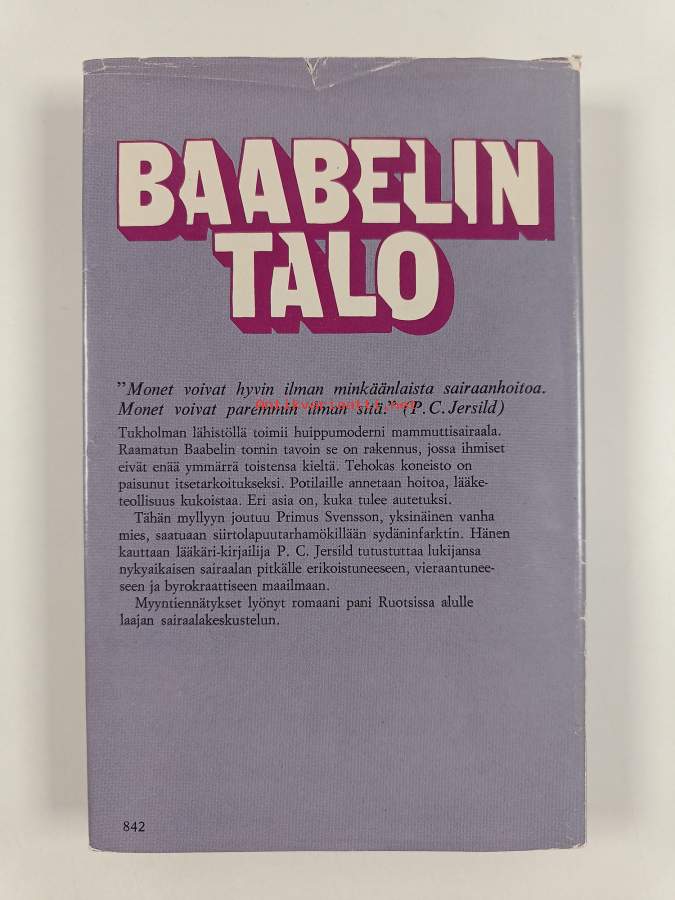 BAABELIN
TALO
”Monet voivat hyvin ilman minkäänlaista sairaanhoitoa.
Monet voivat paremmin ilman sitä.” (P. C. Jersild)
Tukholman lähistöllä toimii huippumoderni mammuttisairaala.
Raamatun Baabelin tornin tavoin se on rakennus, jossa ihmiset
eivät enää ymmärrä toistensa kieltä. Tehokas koneisto on
paisunut itsetarkoitukseksi. Potilaille annetaan hoitoa, lääke-
teollisuus kukoistaa. Eri asia on, kuka tulee autetuksi.
Tähän myllyyn joutuu Primus Svensson, yksinäinen vanha
mies, saatuaan siirtolapuutarhamökillään sydäninfarktin. Hänen
kauttaan lääkäri-kirjailija P. C. Jersild tutustuttaa lukijansa
nykyaikaisen sairaalan pitkälle erikoistuneeseen, vieraantunee-
seen ja byrokraattiseen maailmaan.
Myyntiennätykset lyönyt romaani pani Ruotsissa alulle
laajan sairaalakeskustelun.
842